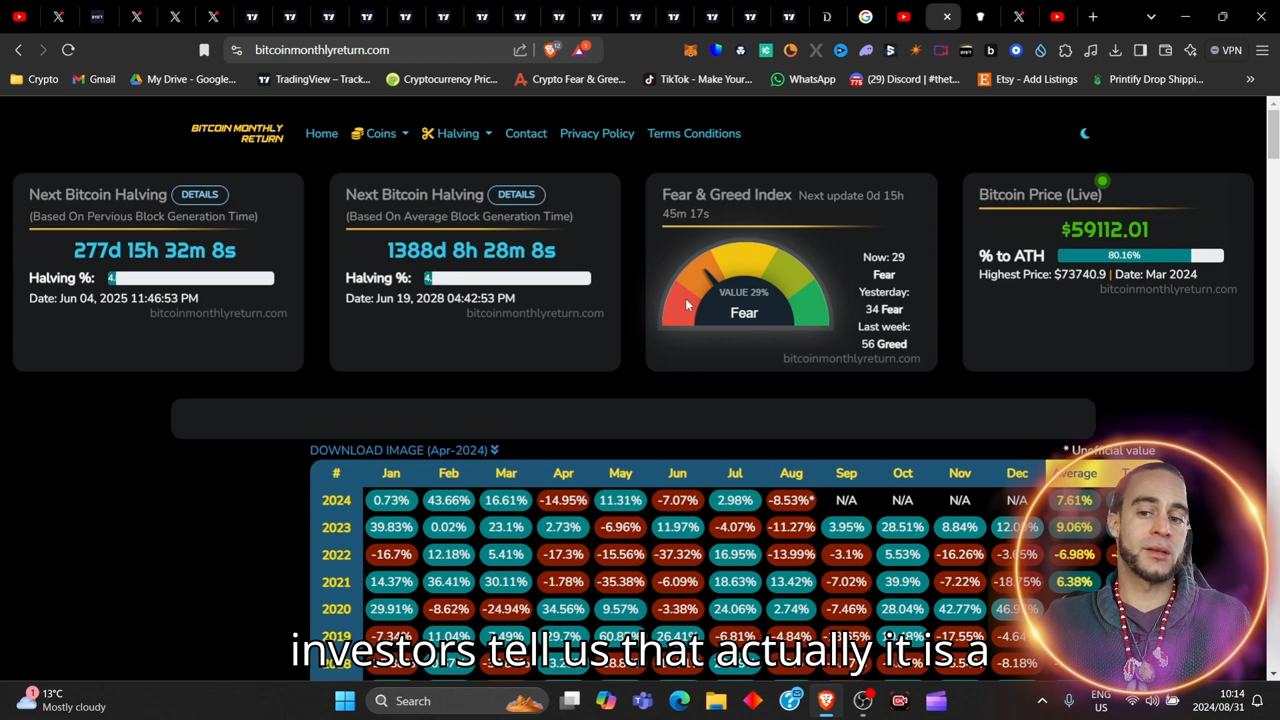 bitcoinmonthlyreturn.com
VPN
Crypto
Gmail
My Drive - Google...
TradingView – Track...
Cryptocurrency Pric...
Crypto Fear & Gree...
TikTok - Make Your...
WhatsApp
(29) Discord | #thet...
Etsy - Add Listings
Printify Drop Shippi...
BITCOIN MONTHLY
RETURN
Home
Coins
Halving
Contact
Privacy Policy
Terms Conditions
Next Bitcoin Halving DETAILS
(Based On Pervious Block Generation Time)
277d 15h 32m 8s
Halving %:
Date: Jun 04, 2025 11:46:53 PM
bitcoinmonthlyreturn.com
Next Bitcoin Halving DETAILS
(Based On Average Block Generation Time)
1388d 8h 28m 8s
Halving %:
Date: Jun 19, 2028 04:42:53 PM
bitcoinmonthlyreturn.com
Fear & Greed Index Next update 0d 15h
45m 17s
VALUE 29%
Fear
Now: 29
Fear
Yesterday:
34 Fear
Last week:
56 Greed
bitcoinmonthlyreturn.com
Bitcoin Price (Live)
$59112.01
% to ATH 80.16%
Highest Price: $73740.9 | Date: Mar 2024
bitcoinmonthlyreturn.com
DOWNLOAD IMAGE (Apr-2024)
* Unofficial value
# Jan Feb Mar Apr May Jun Jul Aug Sep Oct Nov Dec Average
2024 0.73% 43.66% 16.61% -14.95% 11.31% -7.07% 2.98% -8.53%* N/A N/A N/A N/A 7.61%
2023 39.83% 0.02% 23.1% 2.73% -6.96% 11.97% -4.07% -11.27% 3.95% 28.51% 8.84% 9.06%
2022 -16.7% 12.18% 5.41% -17.3% -15.56% -37.32% 16.95% -13.99% -3.1% 5.53% -16.26% -6.98%
2021 14.37% 36.41% 30.11% -1.78% -35.38% -6.09% 18.63% 13.42% -7.02% 39.9% -7.22% 6.38%
2020 29.91% -8.62% -24.94% 34.56% 9.57% -3.38% 24.06% 2.74% -7.46% 28.04% 42.77%
2019 26.41% -6.81% -4.84% -17.55%
investors tell us that actually it is a
13°C
Mostly cloudy
Search
ENG
GB
10:14
2024/08/31